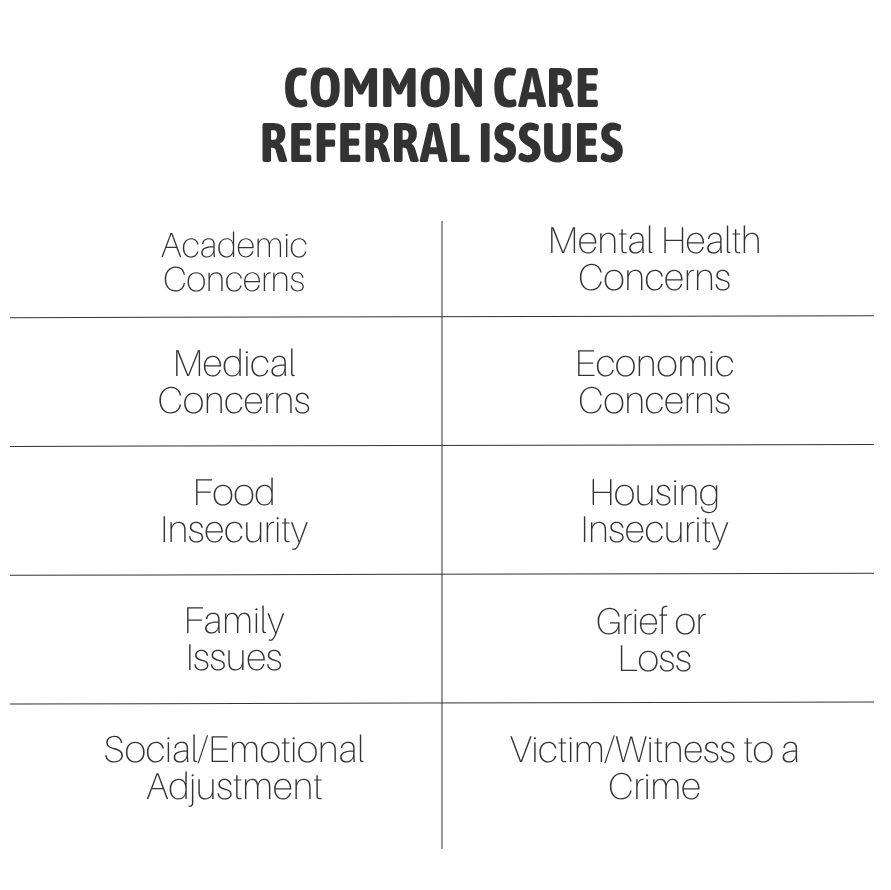 COMMON CARE
REFERRAL ISSUES
Academic
Concerns
Mental Health
Concerns
Medical
Concerns
Economic
Concerns
Food
Insecurity
Housing
Insecurity
Family
Issues
Grief or
Loss
Social/Emotional
Adjustment
Victim/Witness to a
Crime